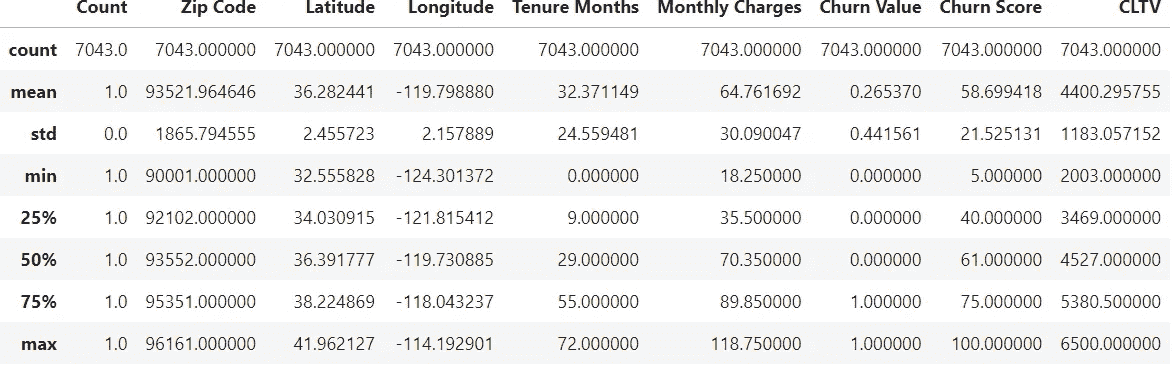 Count Zip Code Latitude Longitude Tenure Months Monthly Charges Churn Value Churn Score CLTV
count 7043.0 7043.000000 7043.000000 7043.000000 7043.000000 7043.000000 7043.000000 7043.000000 7043.000000
mean 1.0 93521.964646 36.282441 -119.798880 32.371149 64.761692 0.265370 58.699418 4400.295755
std 0.0 1865.794555 2.455723 2.157889 24.559481 30.090047 0.441561 21.525131 1183.057152
min 1.0 90001.000000 32.555828 -124.301372 0.000000 18.250000 0.000000 5.000000 2003.000000
25% 1.0 92102.000000 34.030915 -121.815412 9.000000 35.500000 0.000000 40.000000 3469.000000
50% 1.0 93552.000000 36.391777 -119.730885 29.000000 70.350000 0.000000 61.000000 4527.000000
75% 1.0 95351.000000 38.224869 -118.043237 55.000000 89.850000 1.000000 75.000000 5380.500000
max 1.0 96161.000000 41.962127 -114.192901 72.000000 118.750000 1.000000 100.000000 6500.000000